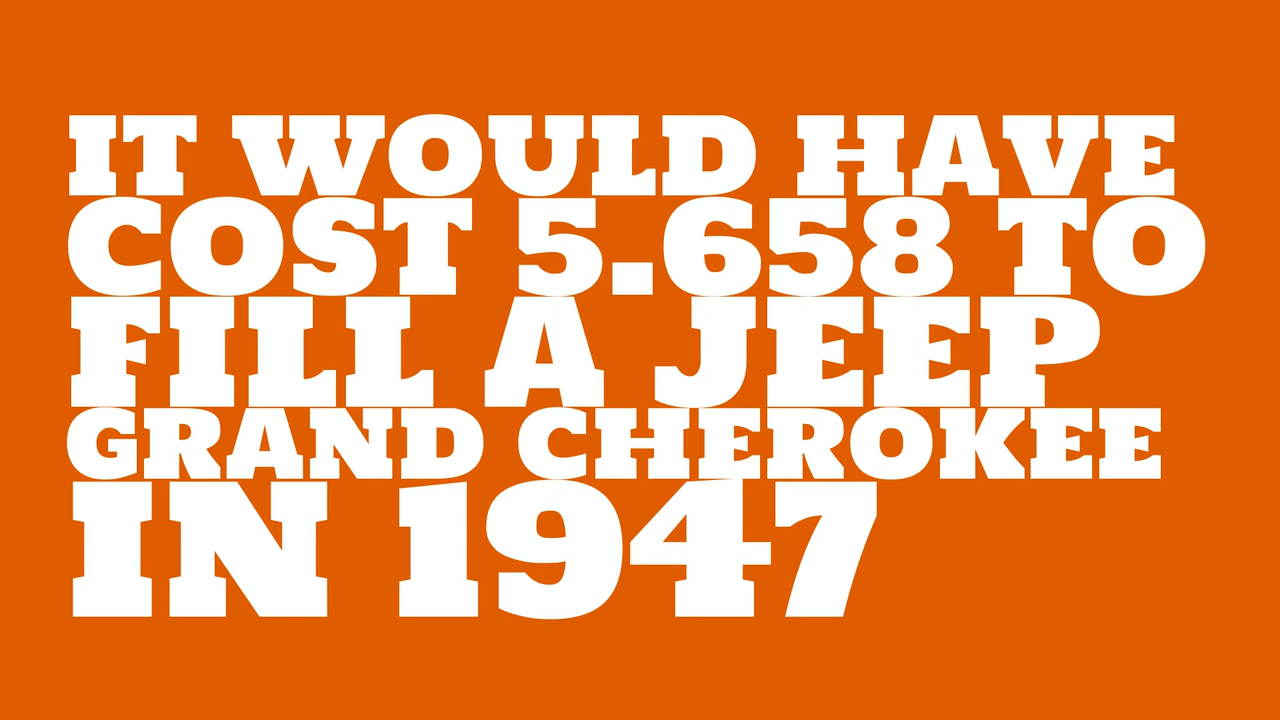 IT WOULD HAVE
COST 5.658 TO
FILL A JEEP
GRAND CHEROKEE
IN 1947